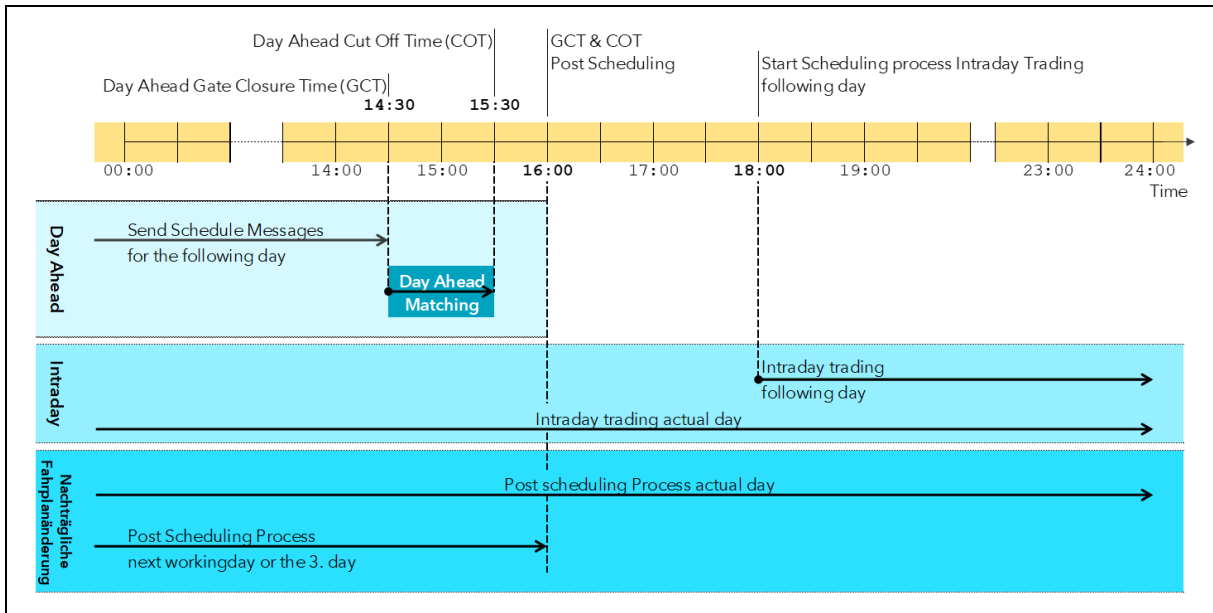 Day Ahead Cut Off Time (COT)
GCT & COT
Post Scheduling
Start Scheduling process Intraday Trading
following day
Day Ahead Gate Closure Time (GCT)
14:30
15:30
00:00
14:00
15:00
16:00
17:00
18:00
19:00
23:00
24:00
Time
Day Ahead
Send Schedule Messages
for the following day
Day Ahead
Matching
Intraday
Intraday trading
following day
Intraday trading actual day
Nachträgliche
Fahrplanänderung
Post scheduling Process actual day
Post Scheduling Process
next workingday or the 3. day